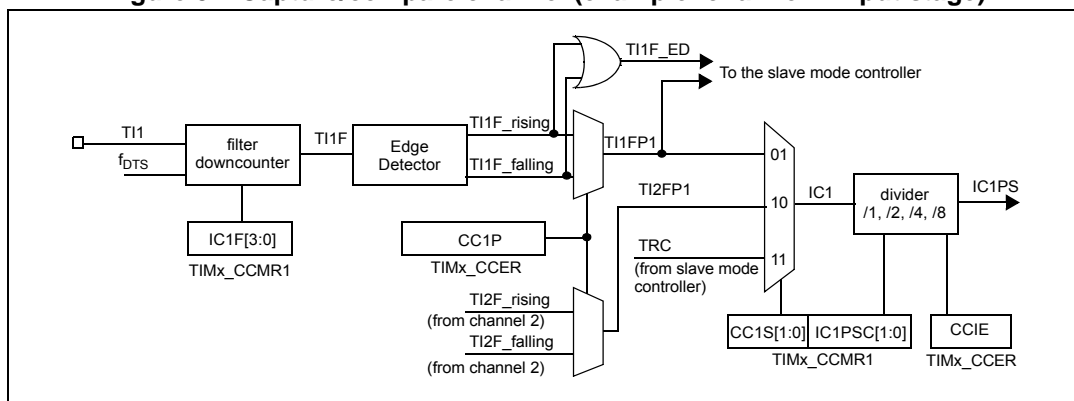 TI1F_ED
To the slave mode controller
TI1
TI1F
TI1F_rising
filter
downcounter
Edge
Detector
TI1FP1
01
fDTS
TI1F_falling
TI2FP1
10
IC1
divider
/1, /2, /4, /8
IC1PS
IC1F[3:0]
TIMx_CCMR1
CC1P
TIMx_CCER
TRC
11
(from slave mode
controller)
TI2F_rising
(from channel 2)
TI2F_falling
(from channel 2)
CC1S[1:0]
IC1PSC[1:0]
CCIE
TIMx_CCMR1
TIMx_CCER